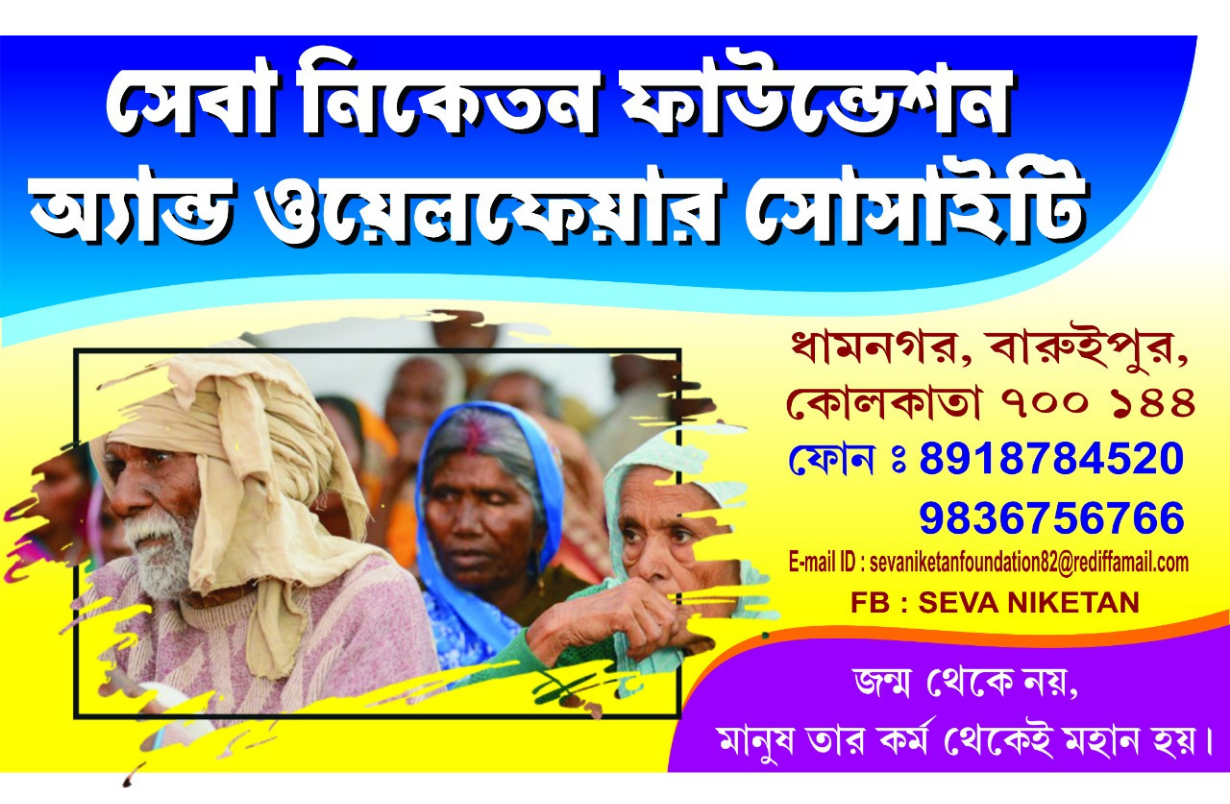 সেবা নিকেতন ফাউন্ডেশন
অ্যান্ড ওয়েলফেয়ার সোসাইটি
ধামনগর, বারুইপুর,
কোলকাতা ৭০০ ১৪৪
ফোন ঃ 8918784520
9836756766
E-mail ID : sevaniketanfoundation82@rediffamail.com
FB : SEVA NIKETAN
জন্ম থেকে নয়,
মানুষ তার কর্ম থেকেই মহান হয়।